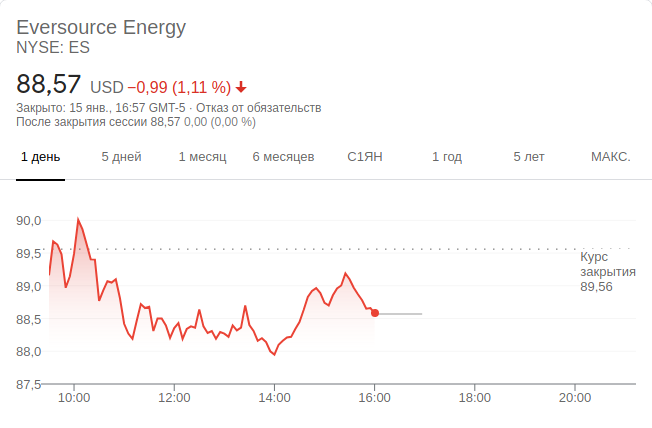 Eversource Energy
NYSE: ES
88,57 USD −0,99 (1,11 %)
Закрыто: 15 янв., 16:57 GMT-5 · Отказ от обязательств
После закрытия сессии 88,57 0,00 (0,00 %)
1 день 5 дней 1 месяц 6 месяцев С1ЯН 1 год 5 лет МАКС.
90,0
89,5
Курс
закрытия
89,56
89,0
88,5
88,0
87,5
10:00 12:00 14:00 16:00 18:00 20:00